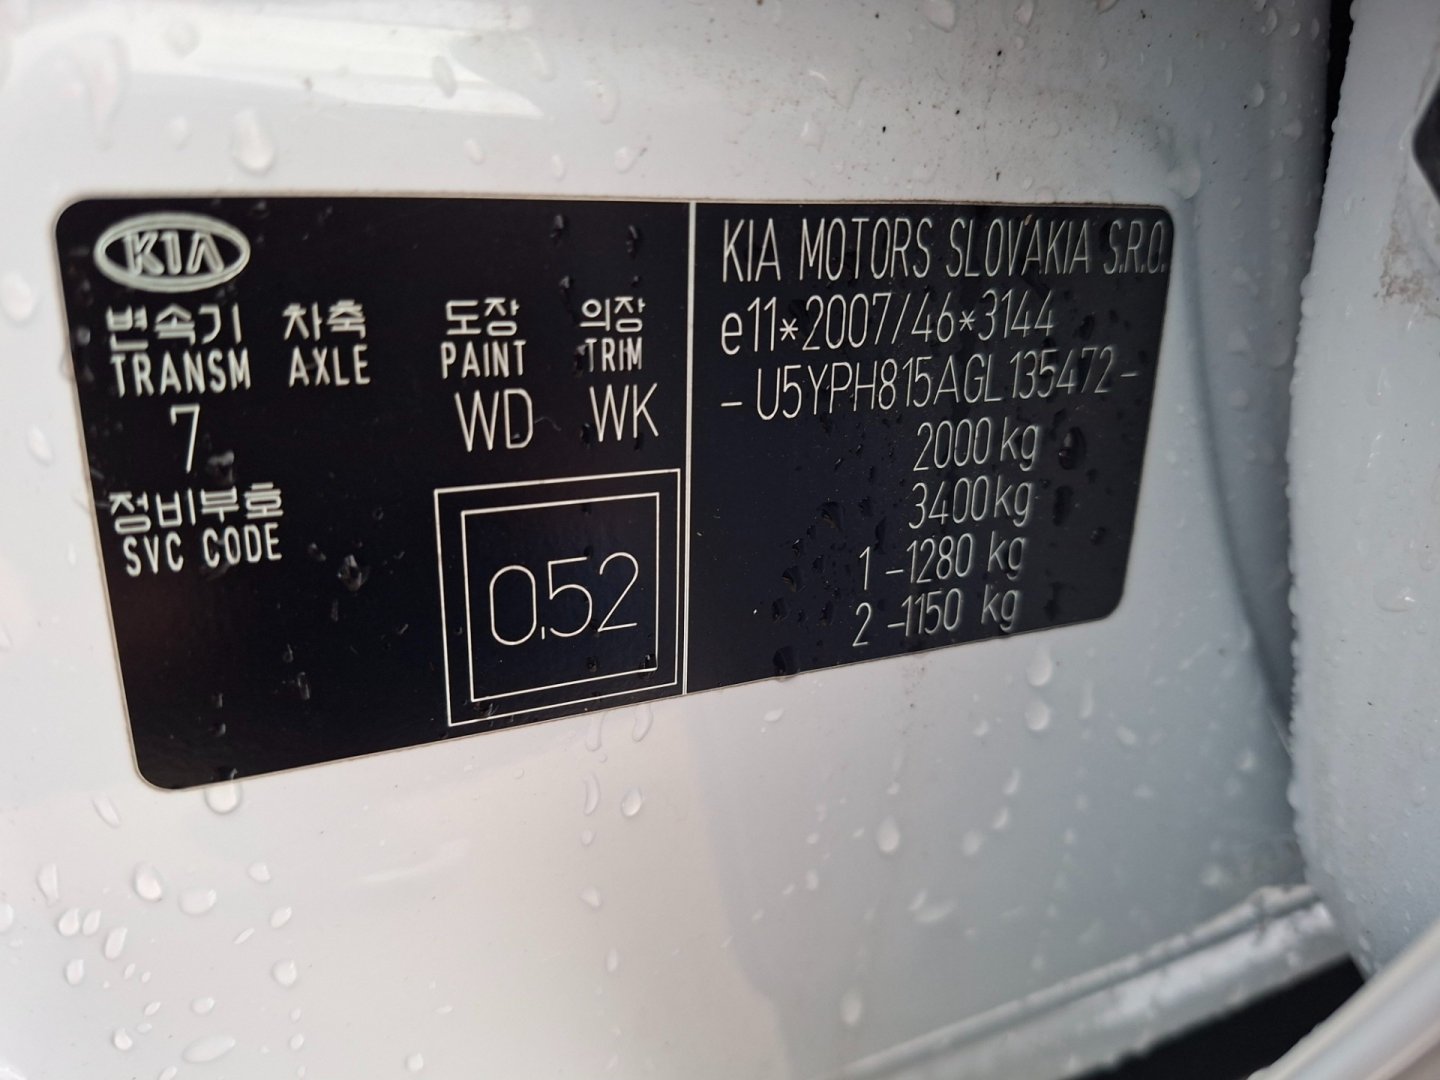 KIA
변속기 차축 도장 의장
TRANSM AXLE PAINT TRIM
7 WD WK
정비부호
SVC CODE
0.52
KIA MOTORS SLOVAKIA S.R.O.
e11*2007/46*3144
-U5YPH815AGL135472-
2000 kg
3400 kg
1 -1280 kg
2 -1150 kg